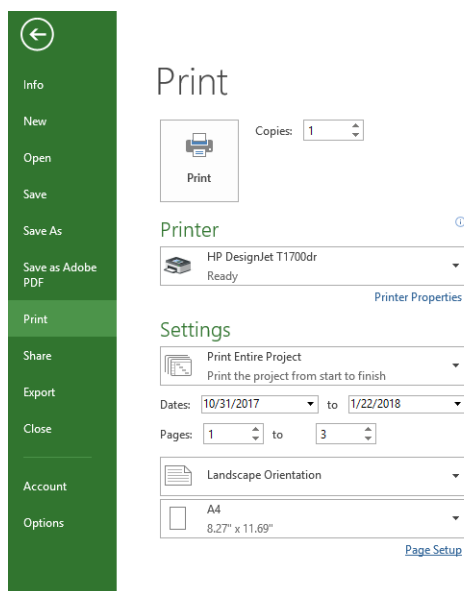 Info
New
Open
Save
Save As
Save as Adobe
PDF
Print
Share
Export
Close
Account
Options
Print
Print
Copies: 1
Printer
HP DesignJet T1700dr
Ready
Printer Properties
Settings
Print Entire Project
Print the project from start to finish
Dates: 10/31/2017 to 1/22/2018
Pages: 1 to 3
Landscape Orientation
A4
8.27" x 11.69"
Page Setup